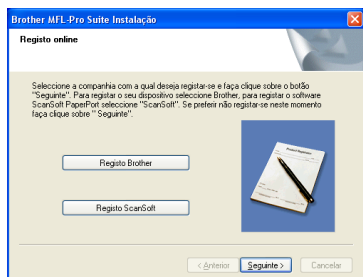 Brother MFL-Pro Suite Instalação
Registo online
Seleccione a companhia com a qual deseja registar-se e faça clique sobre o botão
"Seguinte". Para registar o seu dispositivo seleccione Brother, para registar o software
ScanSoft PaperPort seleccione "ScanSoft". Se preferir não registar-se neste momento
faça clique sobre " Seguinte".
Registo Brother
Registo ScanSoft
< Anterior
Seguinte >
Cancelar